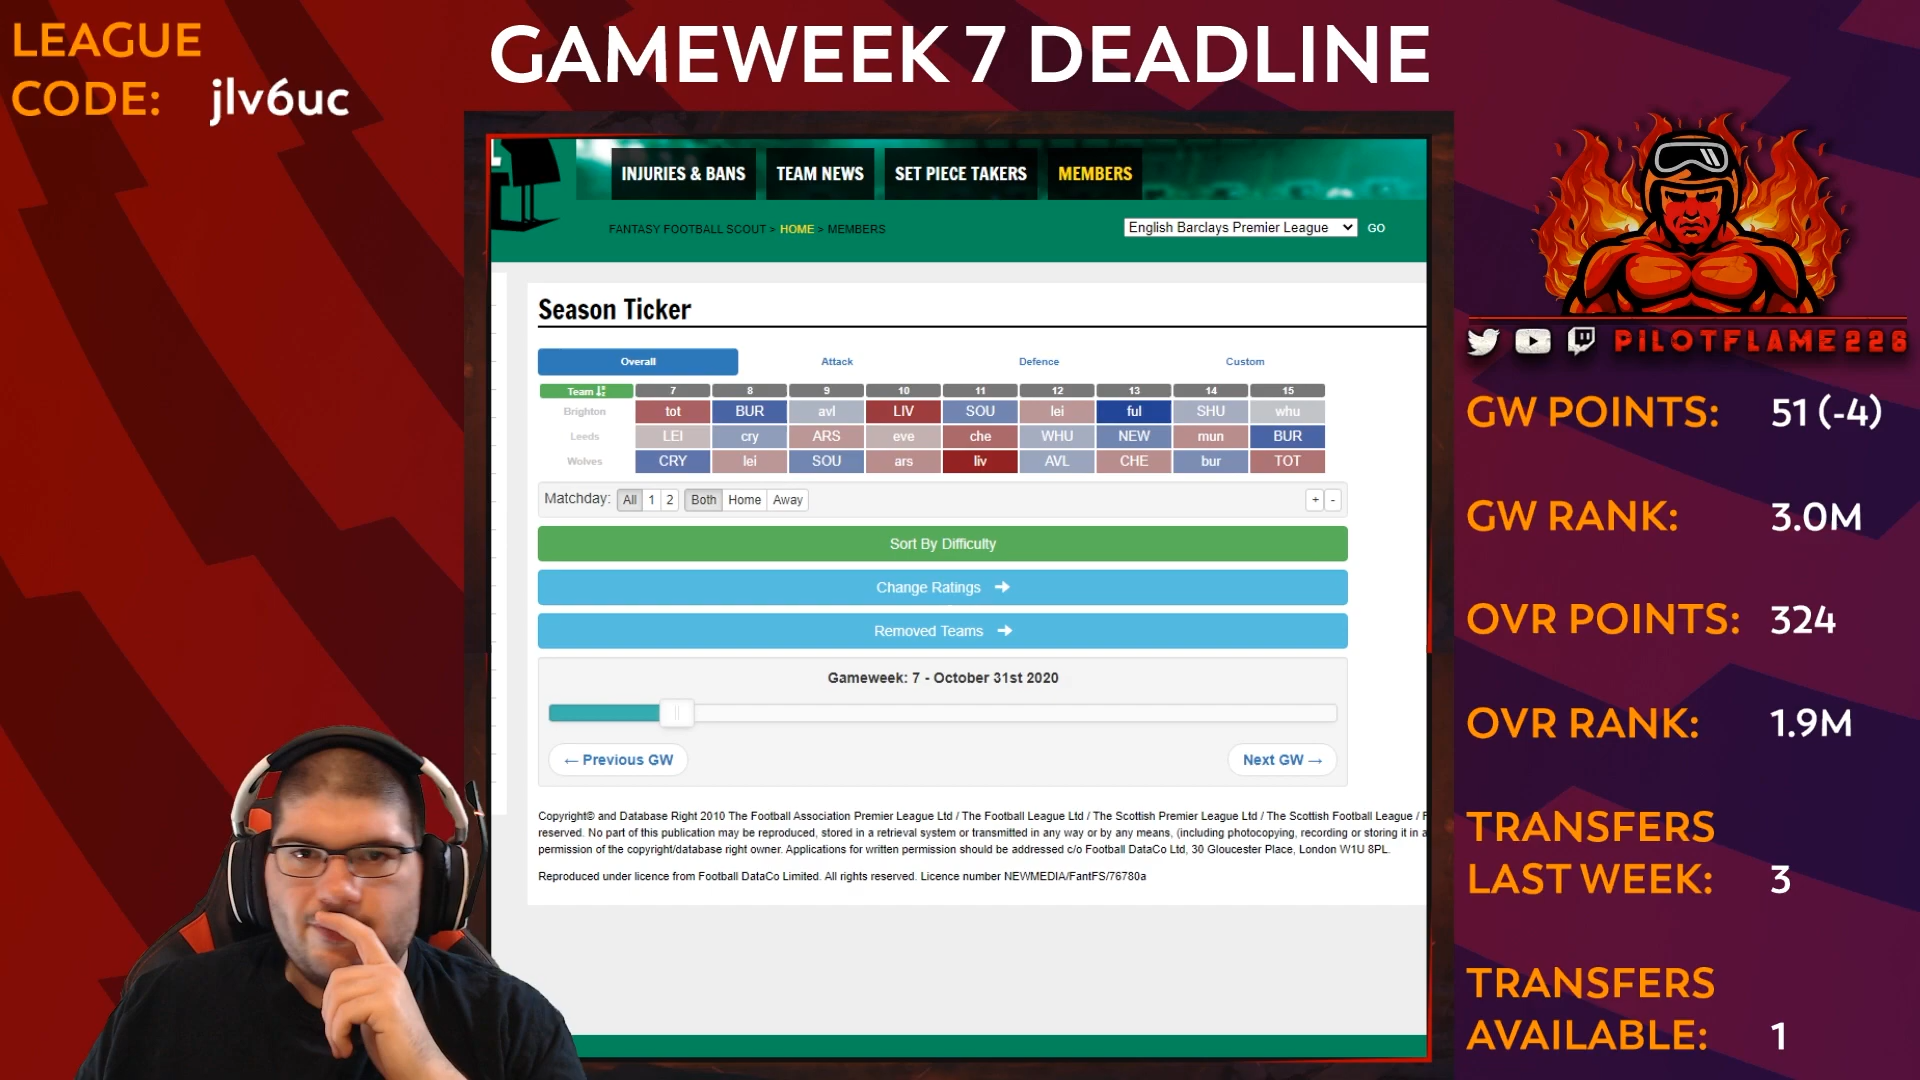 LEAGUE
CODE: jlv6uc
GAMEWEEK 7 DEADLINE
INJURIES & BANS TEAM NEWS SET PIECE TAKERS MEMBERS
FANTASY FOOTBALL SCOUT > HOME > MEMBERS
English Barclays Premier League GO
Season Ticker
Overall Attack Defence Custom
Team 7 8 9 10 11 12 13 14 15
Brighton tot BUR avl LIV SOU lei ful SHU whu
Leeds LEI cry ARS eve che WHU NEW mun BUR
Wolves CRY lei SOU ars liv AVL CHE bur TOT
Matchday: All 1 2 Both Home Away + -
Sort By Difficulty
Change Ratings →
Removed Teams →
Gameweek: 7 - October 31st 2020
← Previous GW Next GW →
Copyright© and Database Right 2010 The Football Association Premier League Ltd / The Football League Ltd / The Scottish Premier League Ltd / The Scottish Football League /
reserved. No part of this publication may be reproduced, stored in a retrieval system or transmitted in any way or by any means, (including photocopying, recording or storing it in a
permission of the copyright/database right owner. Applications for written permission should be addressed c/o Football DataCo Ltd, 30 Gloucester Place, London W1U 8PL.
Reproduced under licence from Football DataCo Limited. All rights reserved. Licence number NEWMEDIA/FantFS/76780a
PILOTFLAME226
GW POINTS: 51 (-4)
GW RANK: 3.0M
OVR POINTS: 324
OVR RANK: 1.9M
TRANSFERS
LAST WEEK: 3
TRANSFERS
AVAILABLE: 1